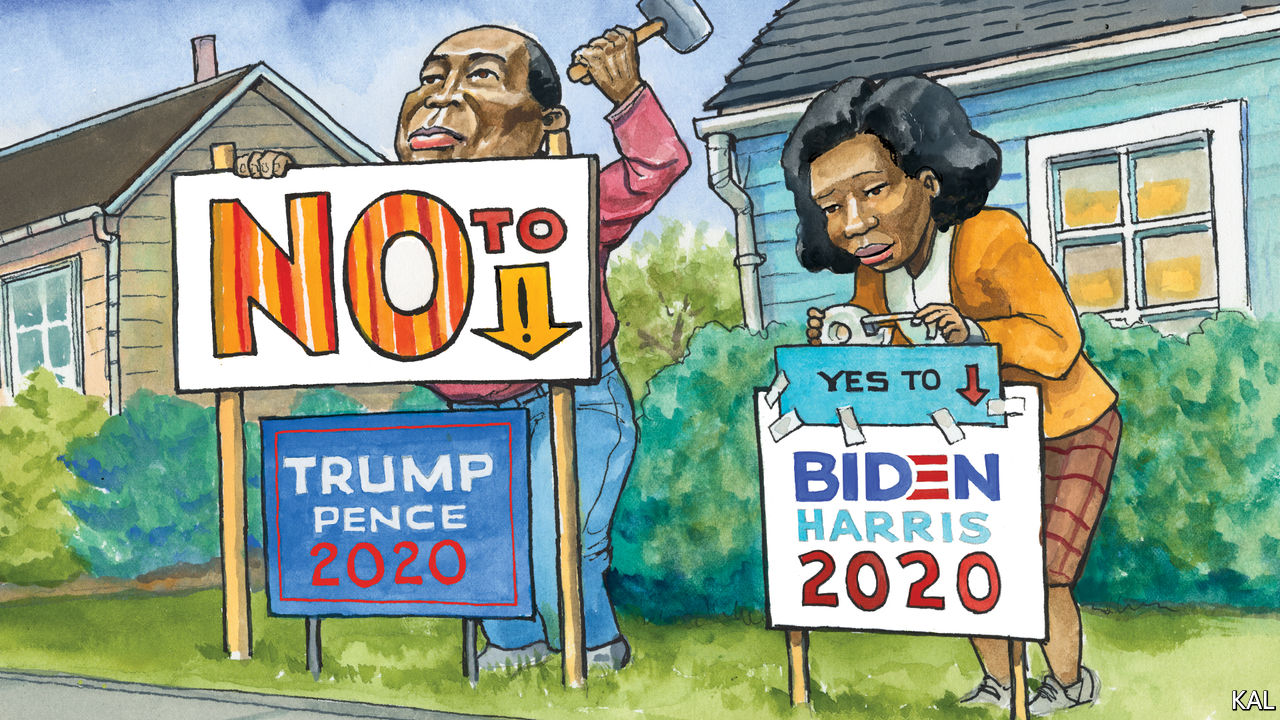 NO TO
!
TRUMP
PENCE
2020
YES TO
BIDEN
HARRIS
2020
KAL